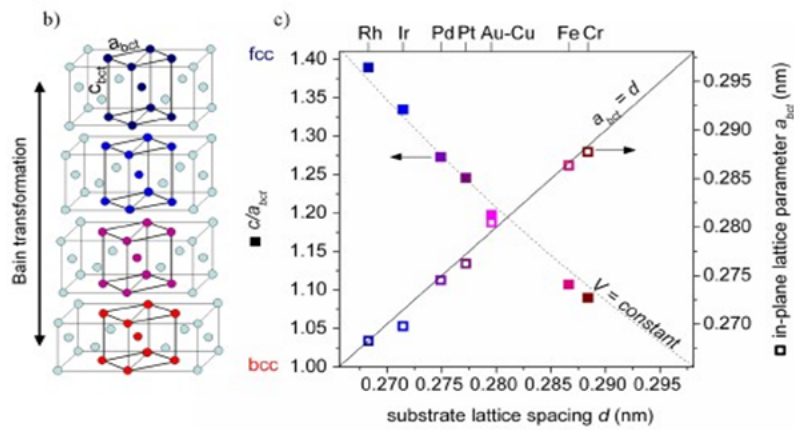 b)
a_bct
c_bct
Bain transformation
fcc
bcc
c)
Rh Ir Pd Pt Au-Cu Fe Cr
1.40
1.35
1.30
1.25
1.20
1.15
1.10
1.05
1.00
■ c/a_bct
a_bct = d
V = constant
0.295
0.290
0.285
0.280
0.275
0.270
in-plane lattice parameter a_bct (nm)
0.270 0.275 0.280 0.285 0.290 0.295
substrate lattice spacing d (nm)